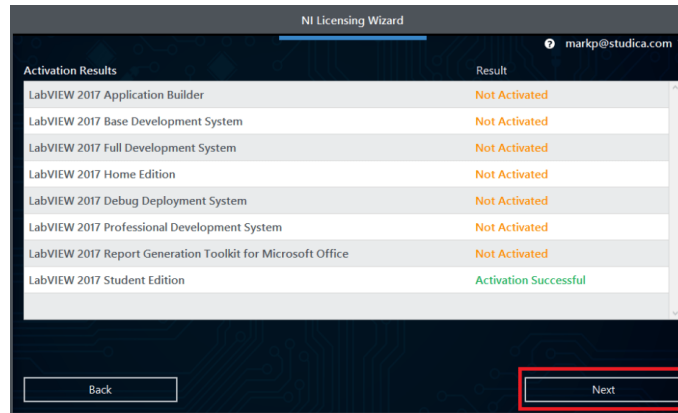 NI Licensing Wizard
? markp@studica.com
Activation Results Result
LabVIEW 2017 Application Builder Not Activated
LabVIEW 2017 Base Development System Not Activated
LabVIEW 2017 Full Development System Not Activated
LabVIEW 2017 Home Edition Not Activated
LabVIEW 2017 Debug Deployment System Not Activated
LabVIEW 2017 Professional Development System Not Activated
LabVIEW 2017 Report Generation Toolkit for Microsoft Office Not Activated
LabVIEW 2017 Student Edition Activation Successful
Back Next